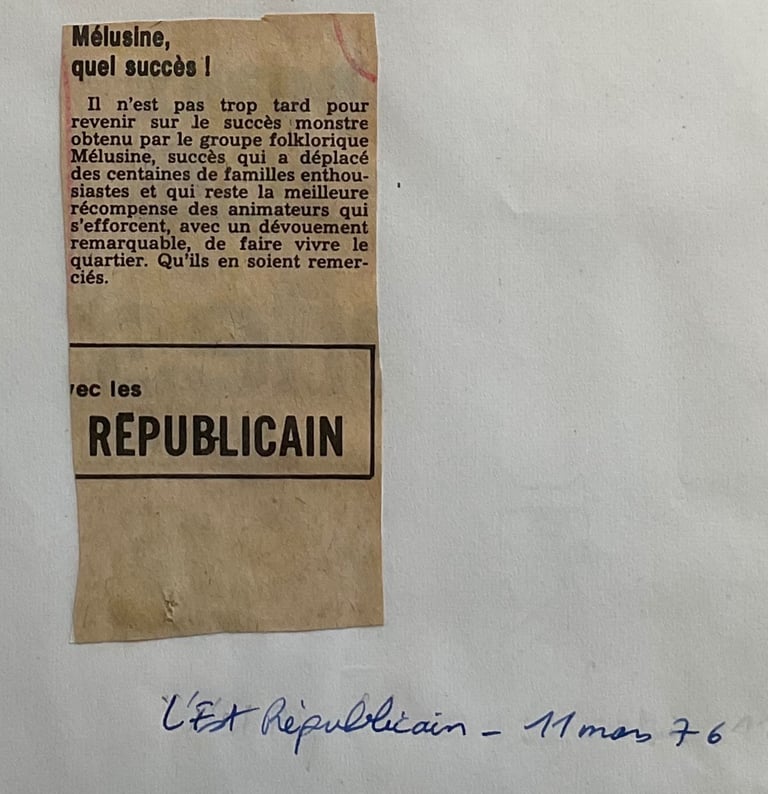 Mélusine,
quel succès !
Il n'est pas trop tard pour
revenir sur le succès monstre
obtenu par le groupe folklorique
Mélusine, succès qui a déplacé
des centaines de familles enthou-
siastes et qui reste la meilleure
récompense des animateurs qui
s'efforcent, avec un dévouement
remarquable, de faire vivre le
quartier. Qu'ils en soient remer-
ciés.
vec les
RÉPUBLICAIN
L'Est Républicain - 11 mars 76